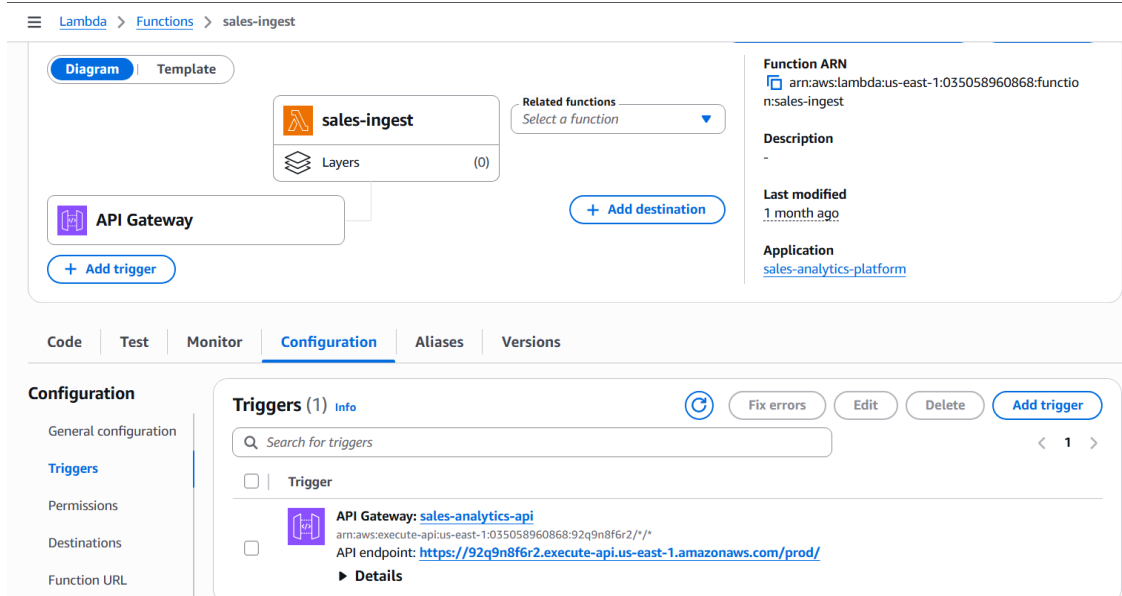 Lambda > Functions > sales-ingest
Diagram | Template
sales-ingest
Layers (0)
Related functions
Select a function
API Gateway
+ Add destination
+ Add trigger
Function ARN
arn:aws:lambda:us-east-1:035058960868:functio
n:sales-ingest
Description
-
Last modified
1 month ago
Application
sales-analytics-platform
Code Test Monitor Configuration Aliases Versions
Configuration
General configuration
Triggers
Permissions
Destinations
Function URL
Triggers (1) Info
Fix errors Edit Delete Add trigger
Search for triggers
< 1 >
Trigger
API Gateway: sales-analytics-api
arn:aws:execute-api:us-east-1:035058960868:92q9n8f6r2/*/*
API endpoint: https://92q9n8f6r2.execute-api.us-east-1.amazonaws.com/prod/
Details